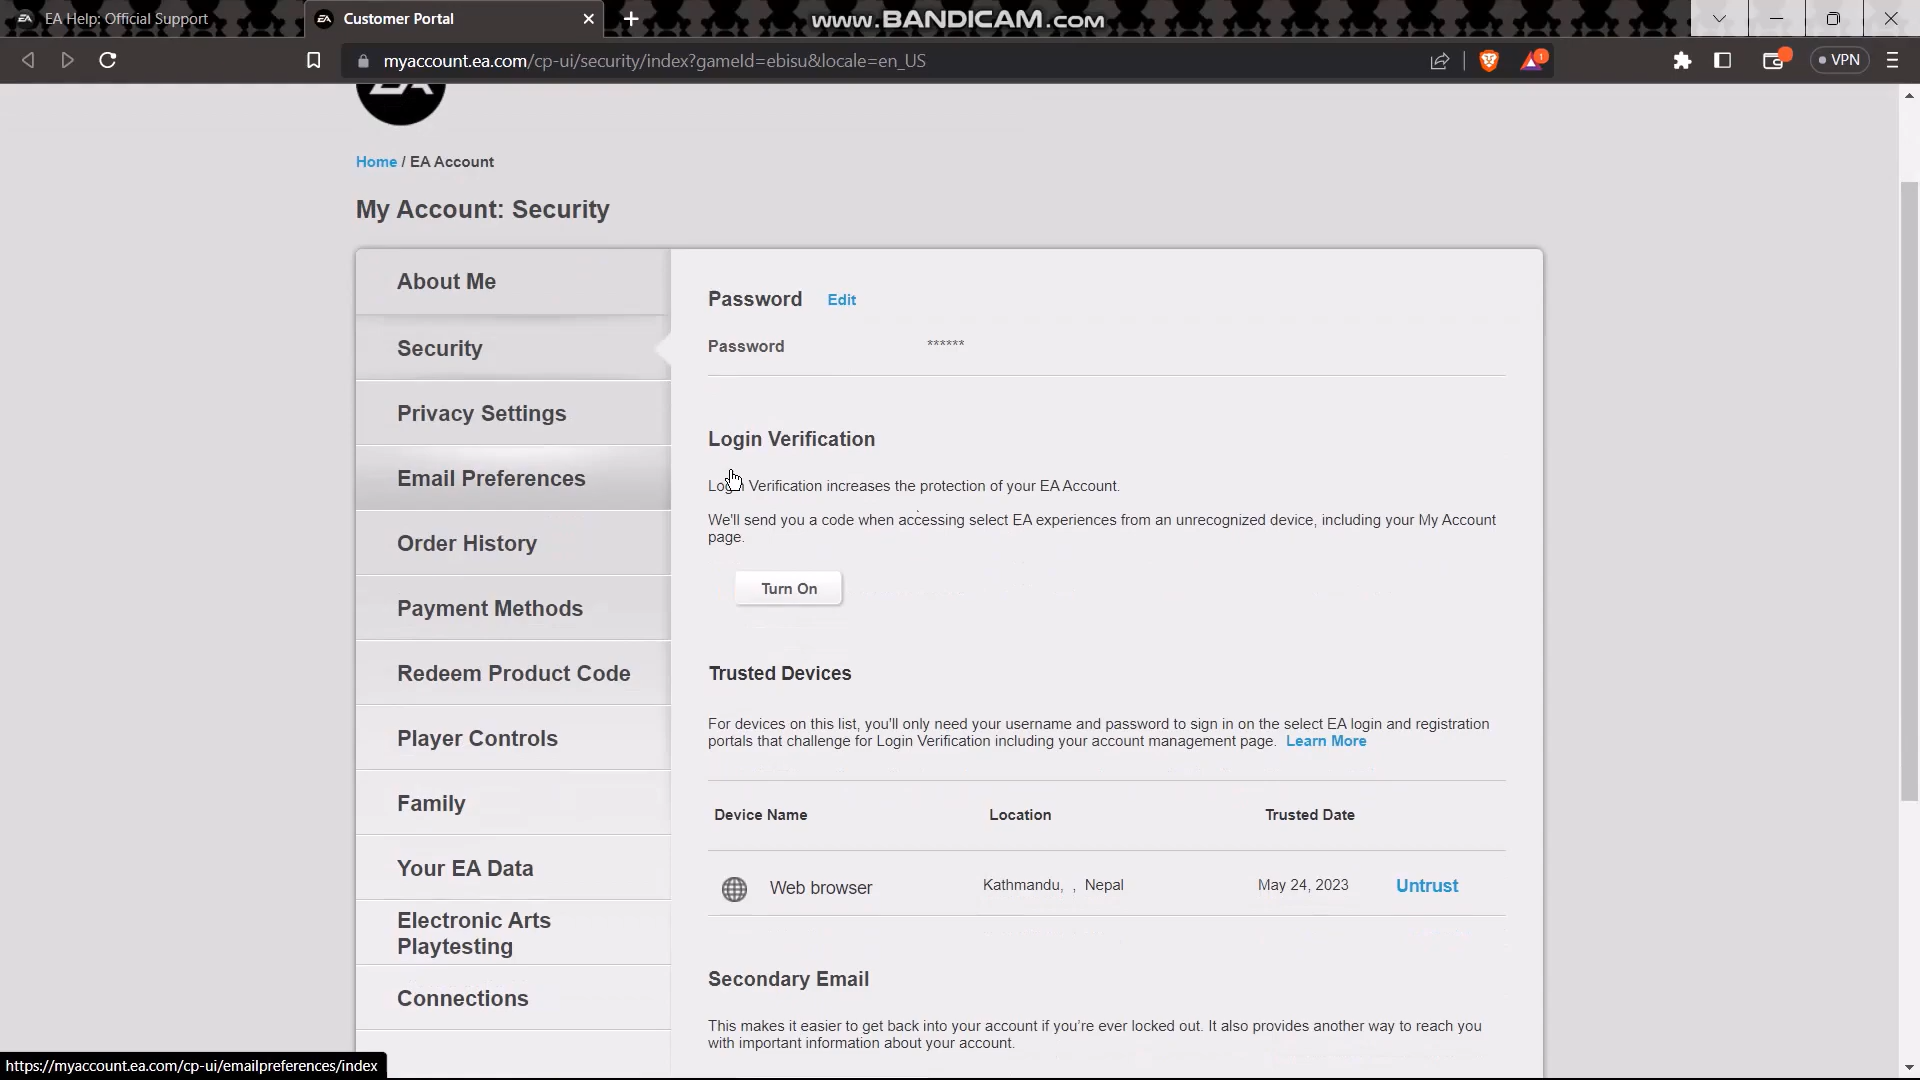 EA Help: Official Support
Customer Portal
www.BANDICAM.com
myaccount.ea.com/cp-ui/security/index?gameId=ebisu&locale=en_US
1
VPN
EA
Home / EA Account
My Account: Security
About Me
Security
Privacy Settings
Email Preferences
Order History
Payment Methods
Redeem Product Code
Player Controls
Family
Your EA Data
Electronic Arts
Playtesting
Connections
Password Edit
Password ******
Login Verification
Login Verification increases the protection of your EA Account.
We'll send you a code when accessing select EA experiences from an unrecognized device, including your My Account
page.
Turn On
Trusted Devices
For devices on this list, you'll only need your username and password to sign in on the select EA login and registration
portals that challenge for Login Verification including your account management page. Learn More
Device Name Location Trusted Date
Web browser Kathmandu, , Nepal May 24, 2023 Untrust
Secondary Email
This makes it easier to get back into your account if you're ever locked out. It also provides another way to reach you
with important information about your account.
https://myaccount.ea.com/cp-ui/emailpreferences/index